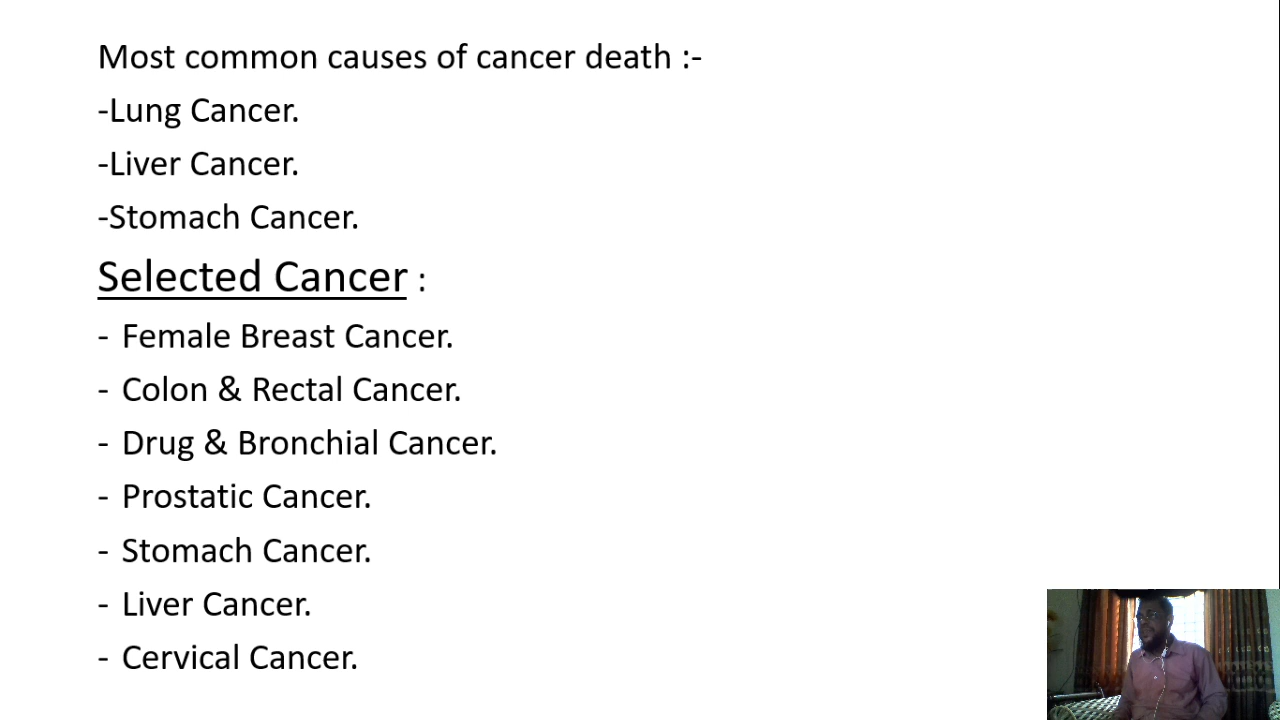 Most common causes of cancer death :-
-Lung Cancer.
-Liver Cancer.
-Stomach Cancer.
Selected Cancer :
- Female Breast Cancer.
- Colon & Rectal Cancer.
- Drug & Bronchial Cancer.
- Prostatic Cancer.
- Stomach Cancer.
- Liver Cancer.
- Cervical Cancer.